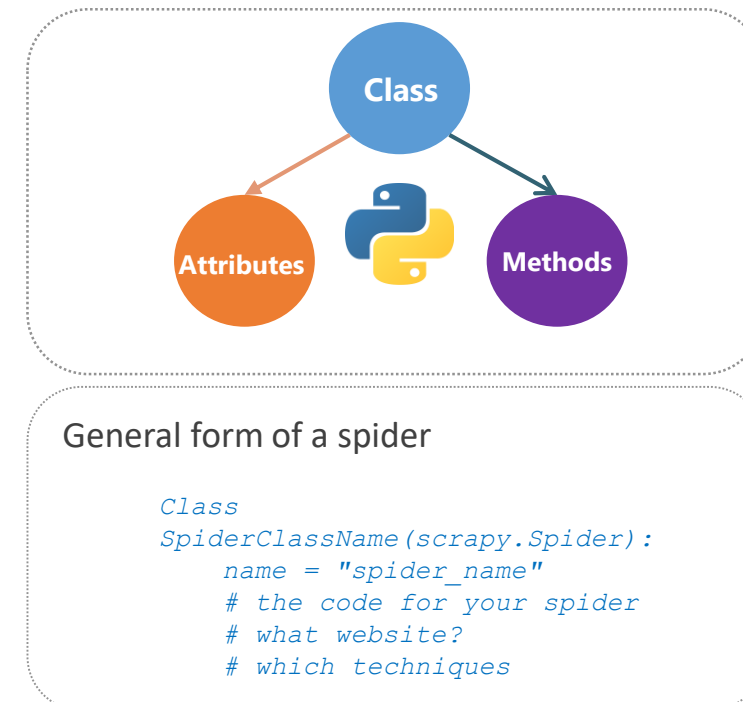 Class
Attributes
Methods
General form of a spider
Class
SpiderClassName(scrapy.Spider):
name = "spider_name"
# the code for your spider
# what website?
# which techniques